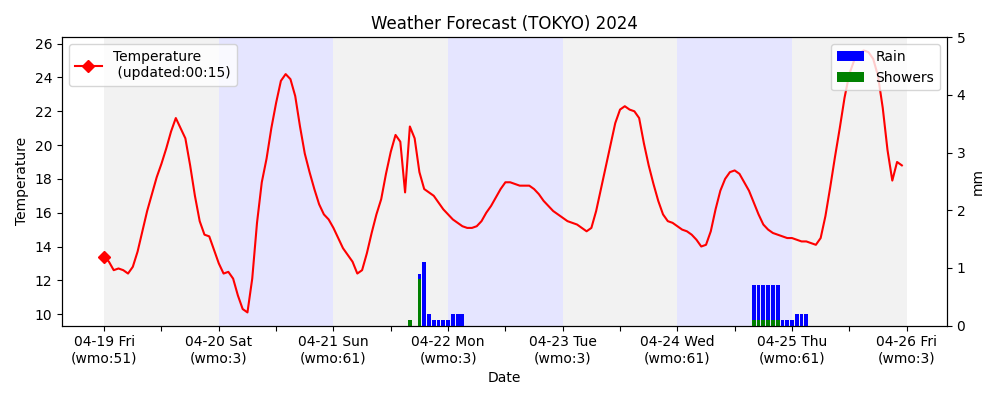 Weather Forecast (TOKYO) 2024
Temperature
(updated:00:15)
Rain
Showers
Temperature
26
24
22
20
18
16
14
12
10
5
4
3
2
1
0
mm
04-19 Fri
(wmo:51)
04-20 Sat
(wmo:3)
04-21 Sun
(wmo:61)
04-22 Mon
(wmo:3)
04-23 Tue
(wmo:3)
04-24 Wed
(wmo:61)
04-25 Thu
(wmo:61)
04-26 Fri
(wmo:3)
Date